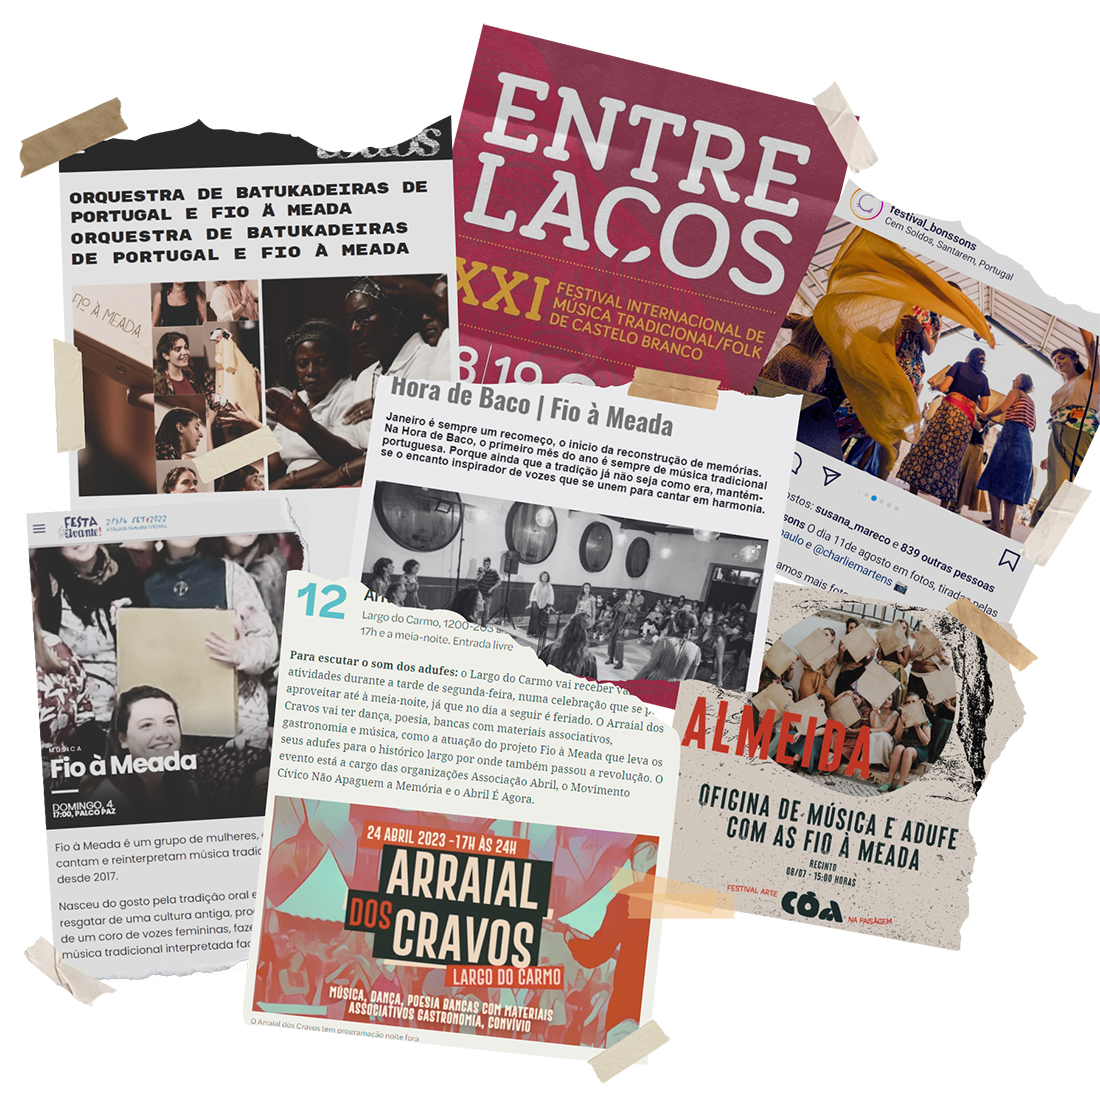 ORQUESTRA DE BATUKADEIRAS DE
PORTUGAL E FIO À MEADA
ORQUESTRA DE BATUKADEIRAS
DE PORTUGAL E FIO À MEADA
FIO À MEADA
ENTRE
LAÇOS
XXI
FESTIVAL INTERNACIONAL DE
MÚSICA TRADICIONAL/FOLK
DE CASTELO BRANCO
8|19
festival_bonssons
Cem Soldos, Santarem, Portugal
ostos: susana_mareco e 839 outras pessoas
sons O dia 11de agosto em fotos, tiradas pelas
aulo e @charliemartens
amos mais fot
Hora de Baco | Fio à Meada
Janeiro é sempre um recomeço, o início da reconstrução de memórias.
Na Hora de Baco, o primeiro mês do ano é sempre de música tradicional
portuguesa. Porque ainda que a tradição já não seja como era, mantém-
se o encanto inspirador de vozes que se unem para cantar em harmonia.
FESTA
do Avante!
2/3/4 SET.2022
MÚSICA
Fio à Meada
DOMINGO, 4
17:00, PALCO PAZ
Fio à Meada é um grupo de mulheres,
cantam e reinterpretam música tradic
desde 2017.
Nasceu do gosto pela tradição oral e
resgatar de uma cultura antiga, pro
de um coro de vozes femininas, faze
música tradicional interpretada fac
12
Largo do Carmo, 1200-203
17h e a meia-noite. Entrada livre
Para escutar o som dos adufes: o Largo do Carmo vai receber
atividades durante a tarde de segunda-feira, numa celebração que se
aproveitar até à meia-noite, já que no dia a seguir é feriado. O Arraial dos
Cravos vai ter dança, poesia, bancas com materiais associativos,
gastronomia e música, como a atuação do projeto Fio à Meada que leva os
seus adufes para o histórico largo por onde também passou a revolução. O
evento está a cargo das organizações Associação Abril, o Movimento
Cívico Não Apaguem a Memória e o Abril É Agora.
24 ABRIL 2023 -17H ÀS 24H
ARRAIAL
DOS
CRAVOS
LARGO DO CARMO
MÚSICA, DANÇA, POESIA BANCAS COM MATERIAIS
ASSOCIATIVOS GASTRONOMIA, CONVÍVIO
O Arraial dos Cravos tem programação noite fora
ALMEIDA
OFICINA DE MÚSICA E ADUFE
COM AS FIO À MEADA
RECINTO
08/07 - 15:00 HORAS
FESTIVAL ARTE
CÔA
NA PAISAGEM